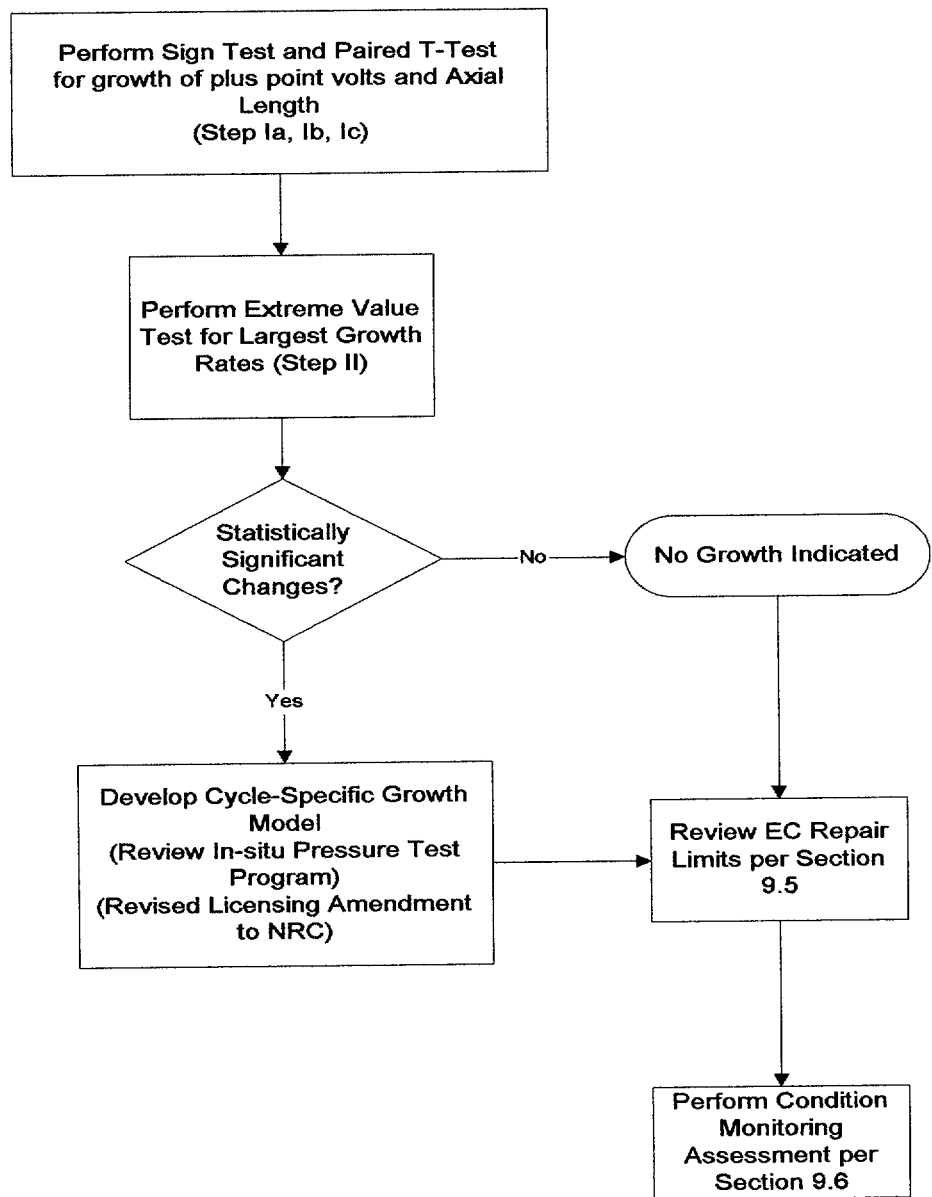 Perform Sign Test and Paired T-Test
for growth of plus point volts and Axial
Length
(Step Ia, Ib, Ic)
Perform Extreme Value
Test for Largest Growth
Rates (Step II)
Statistically
Significant
Changes?
No
No Growth Indicated
Yes
Develop Cycle-Specific Growth
Model
(Review In-situ Pressure Test
Program)
(Revised Licensing Amendment
to NRC)
Review EC Repair
Limits per Section
9.5
Perform Condition
Monitoring
Assessment per
Section 9.6